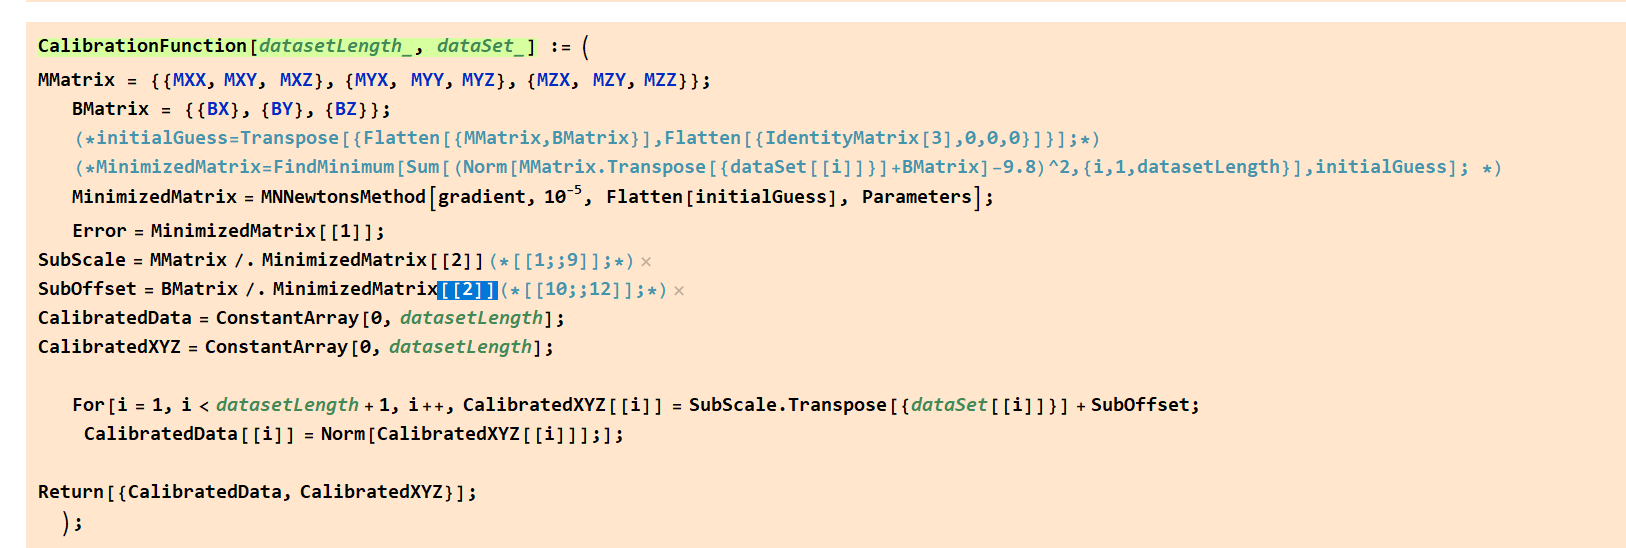 CalibrationFunction[datasetLength_, dataSet_] := (
MMatrix = {{MXX, MXY, MXZ}, {MYX, MYY, MYZ}, {MZX, MZY, MZZ}};
BMatrix = {{BX}, {BY}, {BZ}};
(*initialGuess=Transpose[{Flatten[{MMatrix,BMatrix}],Flatten[{IdentityMatrix[3],0,0,0}]}];*)
(*MinimizedMatrix=FindMinimum[Sum[(Norm[MMatrix.Transpose[{dataSet[[i]]}]+BMatrix]-9.8)^2,{i,1,datasetLength}],initialGuess]; *)
MinimizedMatrix = MNNewtonsMethod[gradient, 10^-5, Flatten[initialGuess], Parameters];
Error = MinimizedMatrix[[1]];
SubScale = MMatrix /. MinimizedMatrix[[2]](*[[1;;9]];*) ×
SubOffset = BMatrix /. MinimizedMatrix[[2]](*[[10;;12]];*) ×
CalibratedData = ConstantArray[0, datasetLength];
CalibratedXYZ = ConstantArray[0, datasetLength];
For[i = 1, i < datasetLength + 1, i++, CalibratedXYZ[[i]] = SubScale.Transpose[{dataSet[[i]]}] + SubOffset;
CalibratedData[[i]] = Norm[CalibratedXYZ[[i]]];];
Return[{CalibratedData, CalibratedXYZ}];
);